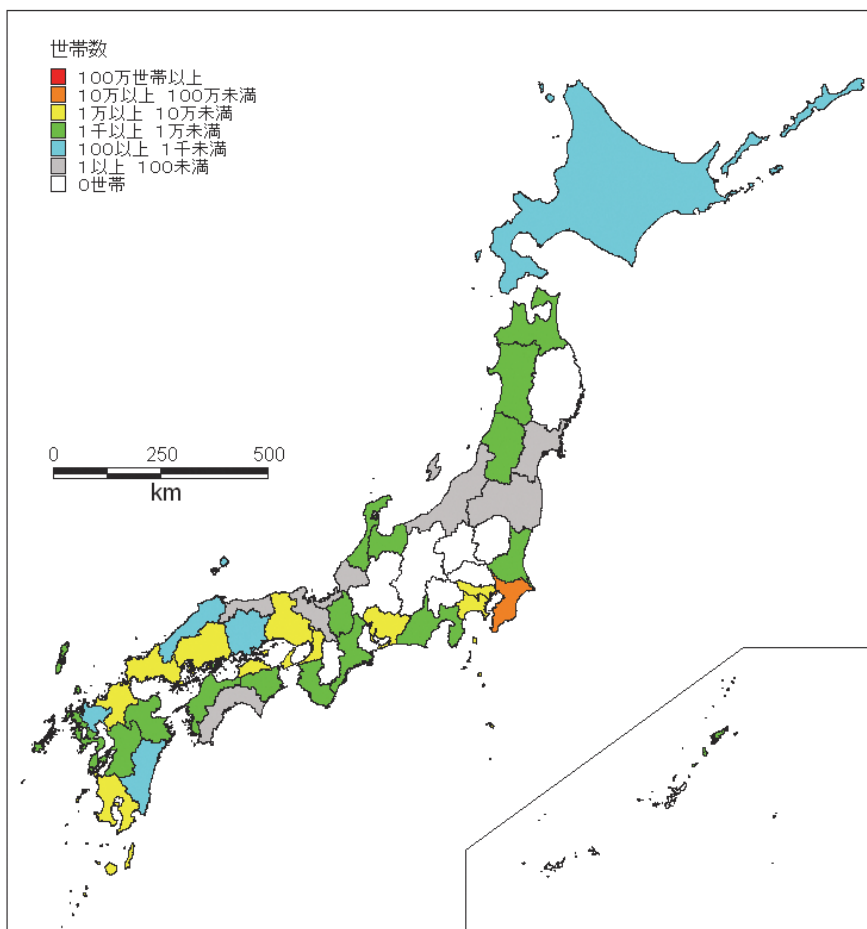 世帯数
100万世帯以上
10万以上 100万未満
1万以上 10万未満
1千以上 1万未満
100以上 1千未満
1以上 100未満
0世帯
0 250 500
km